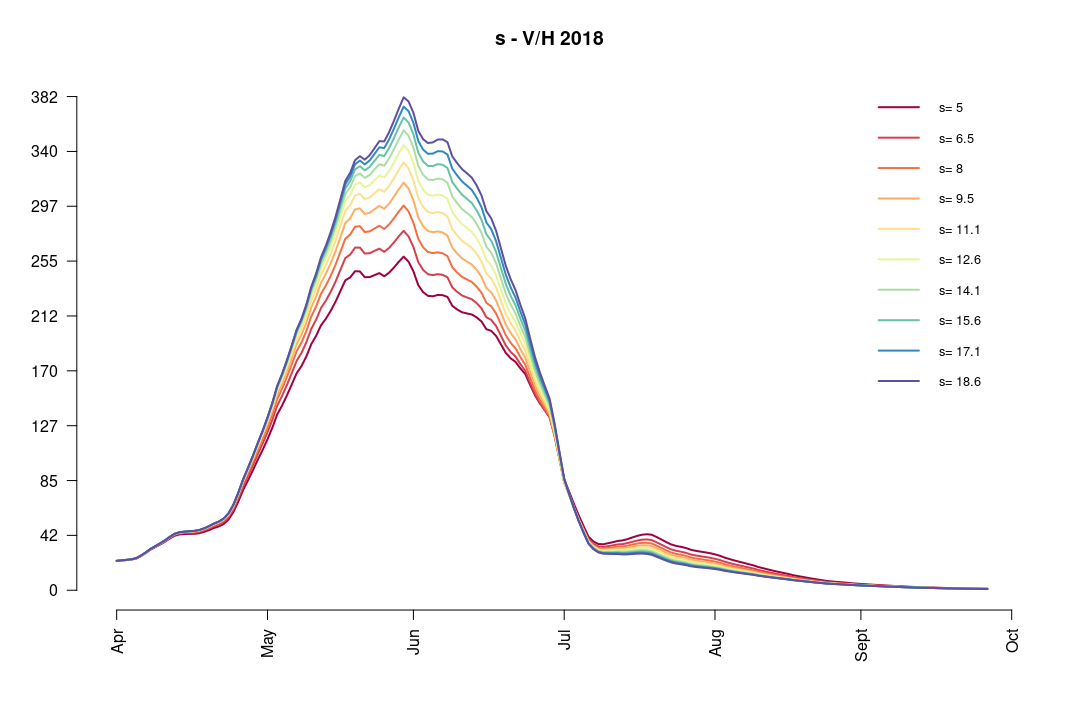 s - V/H 2018
382
340
297
255
212
170
127
85
42
0
Apr
May
Jun
Jul
Aug
Sept
Oct
s= 5
s= 6.5
s= 8
s= 9.5
s= 11.1
s= 12.6
s= 14.1
s= 15.6
s= 17.1
s= 18.6